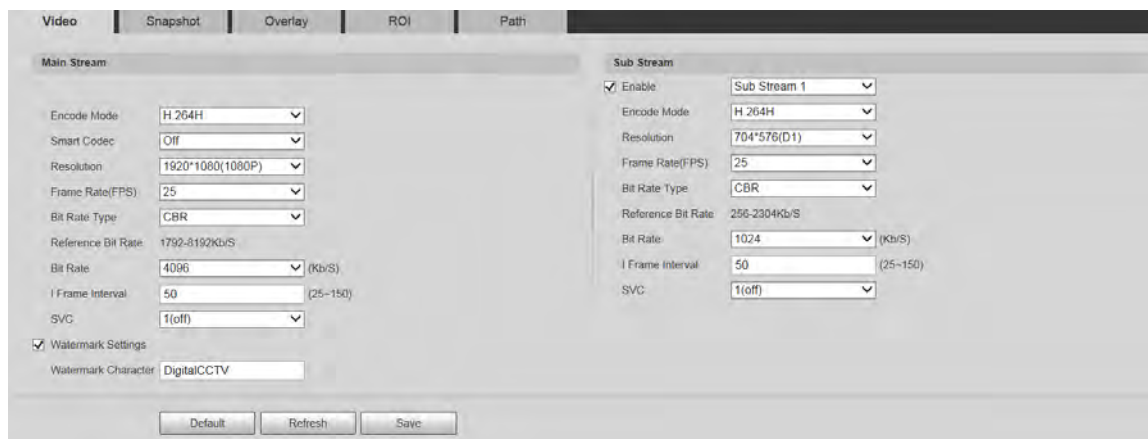 Video Snapshot Overlay ROI Path
Main Stream
Encode Mode H.264H
Smart Codec Off
Resolution 1920*1080(1080P)
Frame Rate(FPS) 25
Bit Rate Type CBR
Reference Bit Rate 1792-8192Kb/S
Bit Rate 4096 (Kb/S)
I Frame Interval 50 (25~150)
SVC 1(off)
Watermark Settings
Watermark Character DigitalCCTV
Default Refresh Save
Sub Stream
Enable Sub Stream 1
Encode Mode H.264H
Resolution 704*576(D1)
Frame Rate(FPS) 25
Bit Rate Type CBR
Reference Bit Rate 256-2304Kb/S
Bit Rate 1024 (Kb/S)
I Frame Interval 50 (25~150)
SVC 1(off)